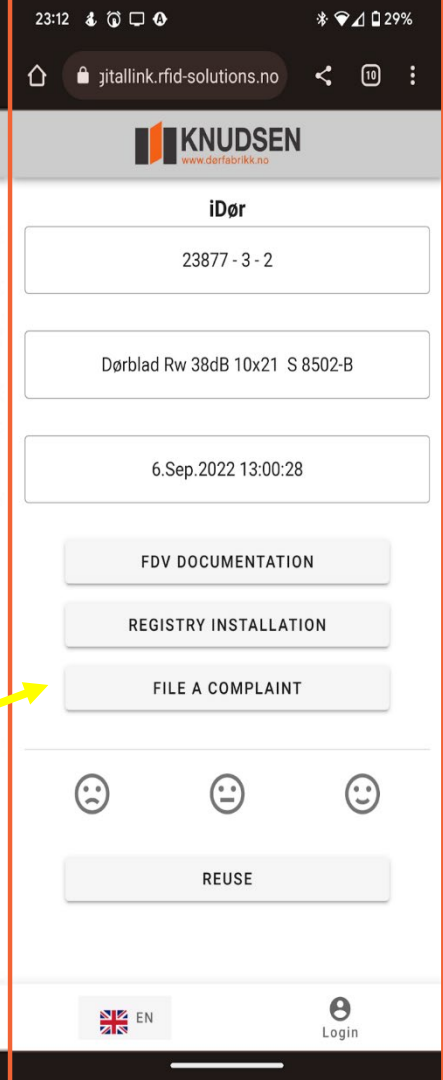 23:12
29%
gitallink.rfid-solutions.no
10
KNUDSEN
www.dørfabrikk.no
iDør
23877 - 3 - 2
Dørblad Rw 38dB 10x21 S 8502-B
6.Sep.2022 13:00:28
FDV DOCUMENTATION
REGISTRY INSTALLATION
FILE A COMPLAINT
REUSE
EN
Login